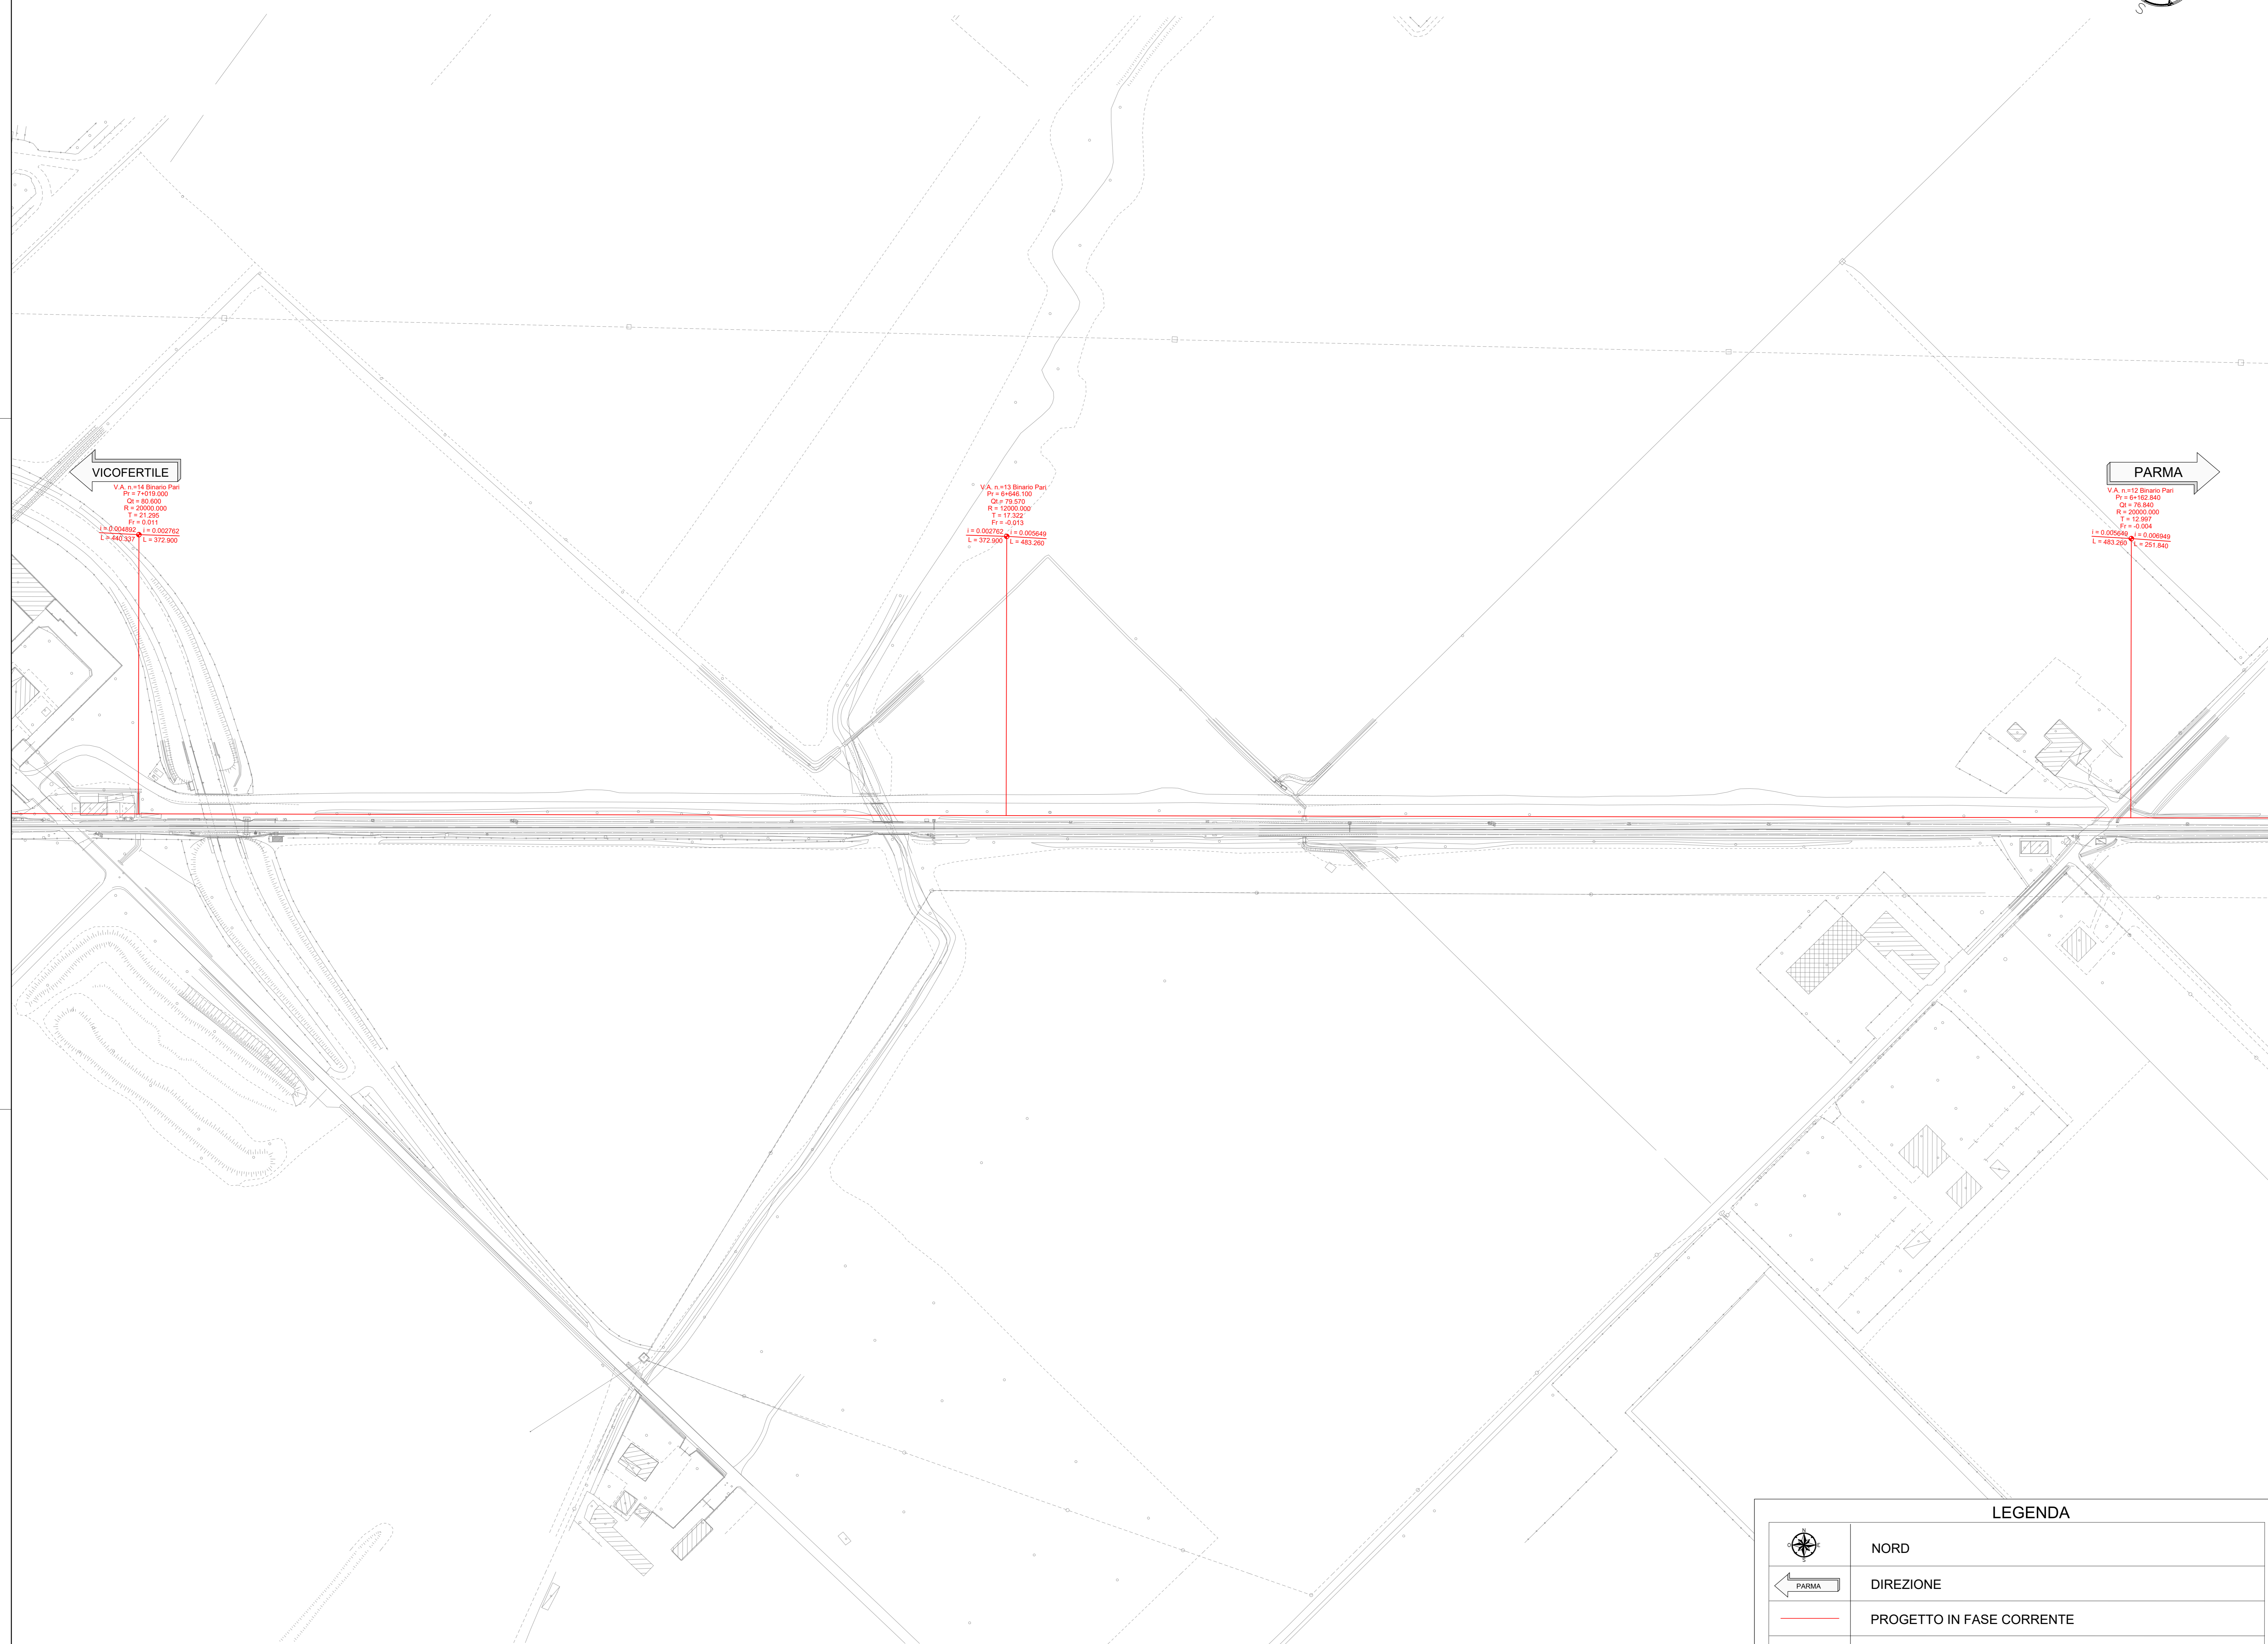 S
VICOFERTILE
V.A. n.=14 Binario Pari
Pr = 7+019.000
Qt = 80.600
R = 20000.000
T = 21.295
Fr = 0.011
i = 0.004892 i = 0.002762
L = 440.337 L = 372.900
V.A. n.=13 Binario Pari
Pr = 6+646.100
Qt = 79.570
R = 12000.000
T = 17.322
Fr = -0.013
i = 0.002762 i = 0.005649
L = 372.900 L = 483.260
PARMA
V.A. n.=12 Binario Pari
Pr = 6+162.840
Qt = 76.840
R = 20000.000
T = 12.997
Fr = -0.004
i = 0.005649 i = 0.006949
L = 483.260 L = 251.840
LEGENDA
N
O E
S
NORD
PARMA
DIREZIONE
PROGETTO IN FASE CORRENTE